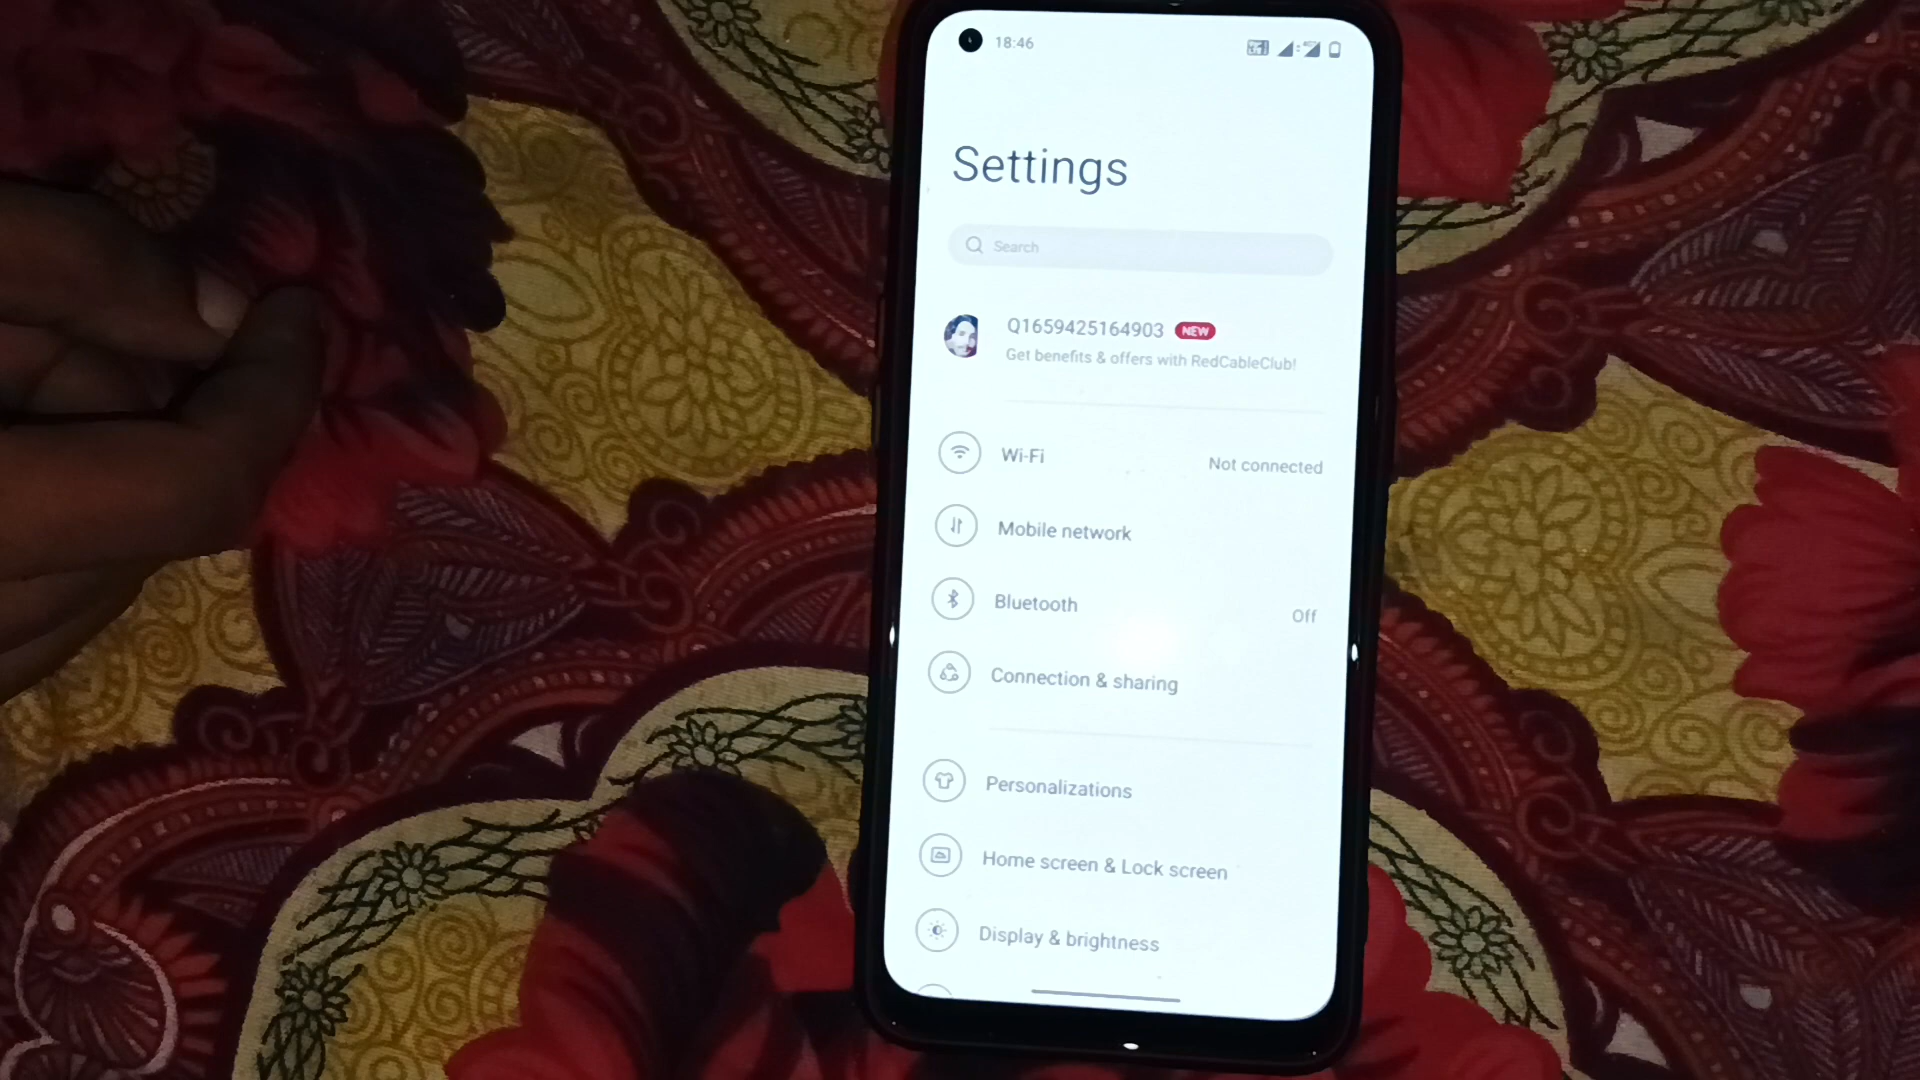 18:46
Settings
Search
Q1659425164903 NEW
Get benefits & offers with RedCableClub!
Wi-Fi Not connected
Mobile network
Bluetooth Off
Connection & sharing
Personalizations
Home screen & Lock screen
Display & brightness